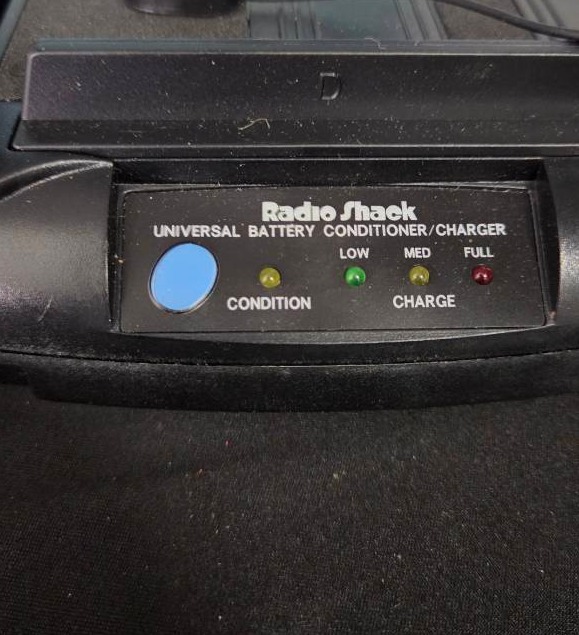 D
Radio Shack
UNIVERSAL BATTERY CONDITIONER/CHARGER
LOW MED FULL
CONDITION CHARGE